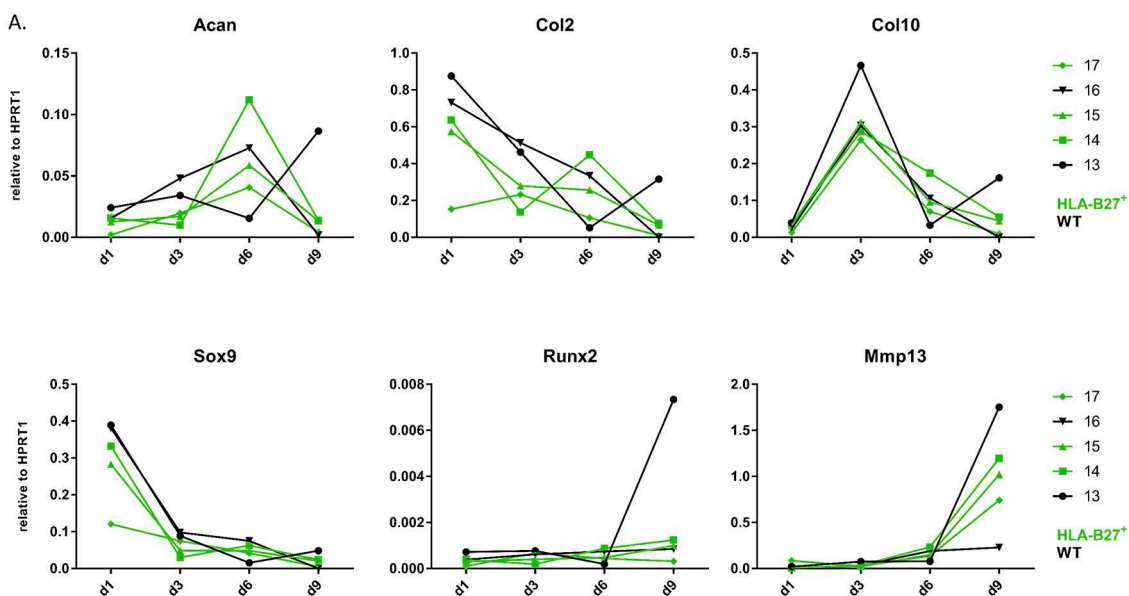 A.
Acan
Col2
Col10
relative to HPRT1
0.15
0.10
0.05
0.00
d1
d3
d6
d9
1.0
0.8
0.6
0.4
0.2
0.0
d1
d3
d6
d9
0.5
0.4
0.3
0.2
0.1
0.0
d1
d3
d6
d9
17
16
15
14
13
HLA-B27+
WT
Sox9
Runx2
Mmp13
relative to HPRT1
0.5
0.4
0.3
0.2
0.1
0.0
d1
d3
d6
d9
0.008
0.006
0.004
0.002
0.000
d1
d3
d6
d9
2.0
1.5
1.0
0.5
0.0
d1
d3
d6
d9
17
16
15
14
13
HLA-B27+
WT